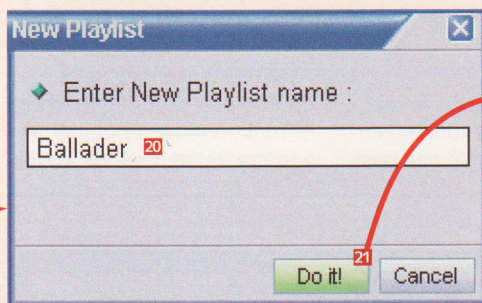 New Playlist
Enter New Playlist name :
Ballader 20
21
Do it! Cancel